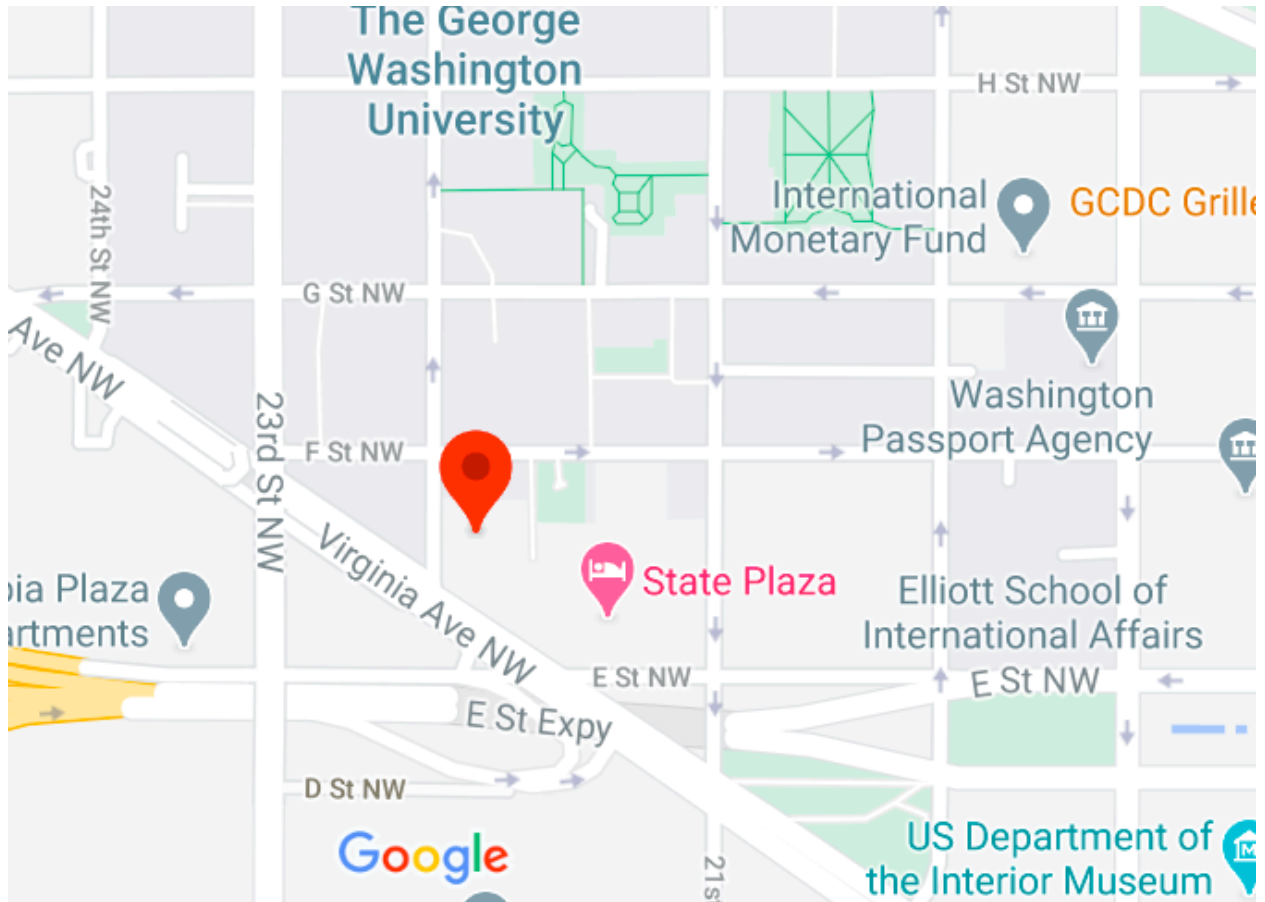 The George
Washington
University
H St NW
International
Monetary Fund
GCDC Grille
24th St NW
G St NW
Ave NW
Washington
Passport Agency
23rd St NW
F St NW
Virginia Ave NW
State Plaza
Elliott School of
International Affairs
bia Plaza
artments
E St NW
E St NW
E St Expy
D St NW
Google
US Department of
the Interior Museum
21st
M